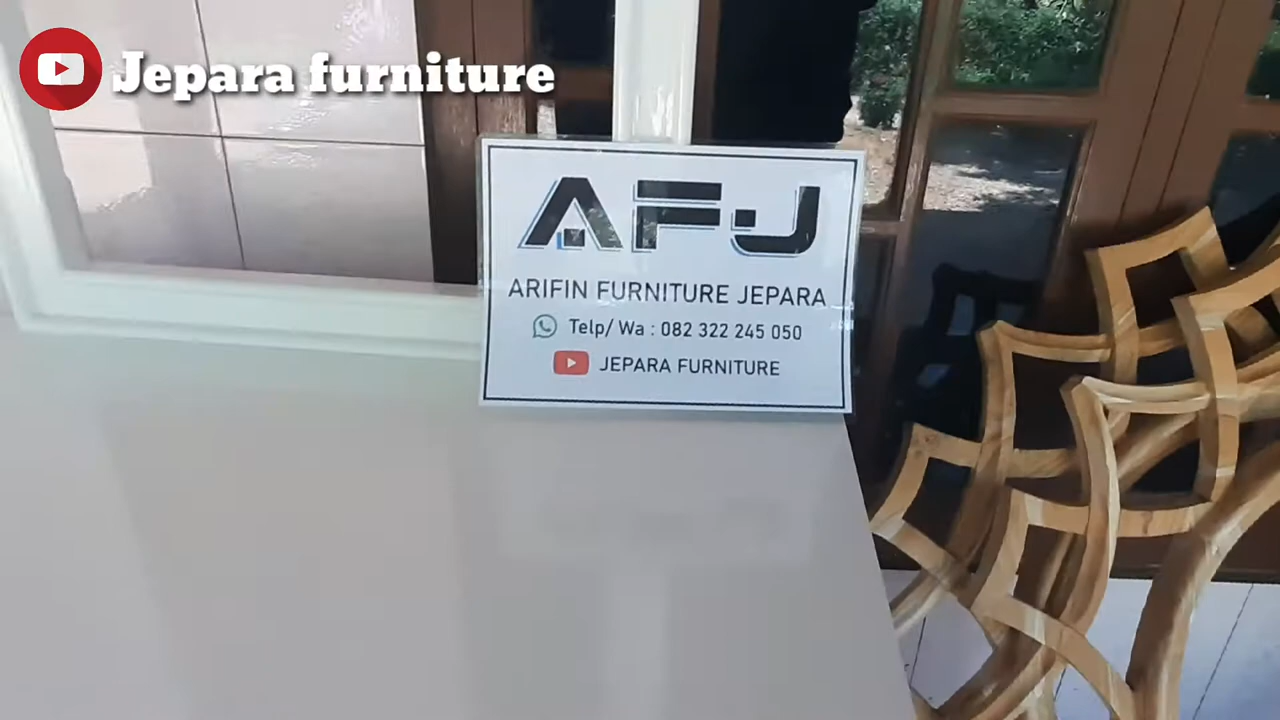 Jepara furniture
AFJ
ARIFIN FURNITURE JEPARA
Telp/ Wa : 082 322 245 050
JEPARA FURNITURE